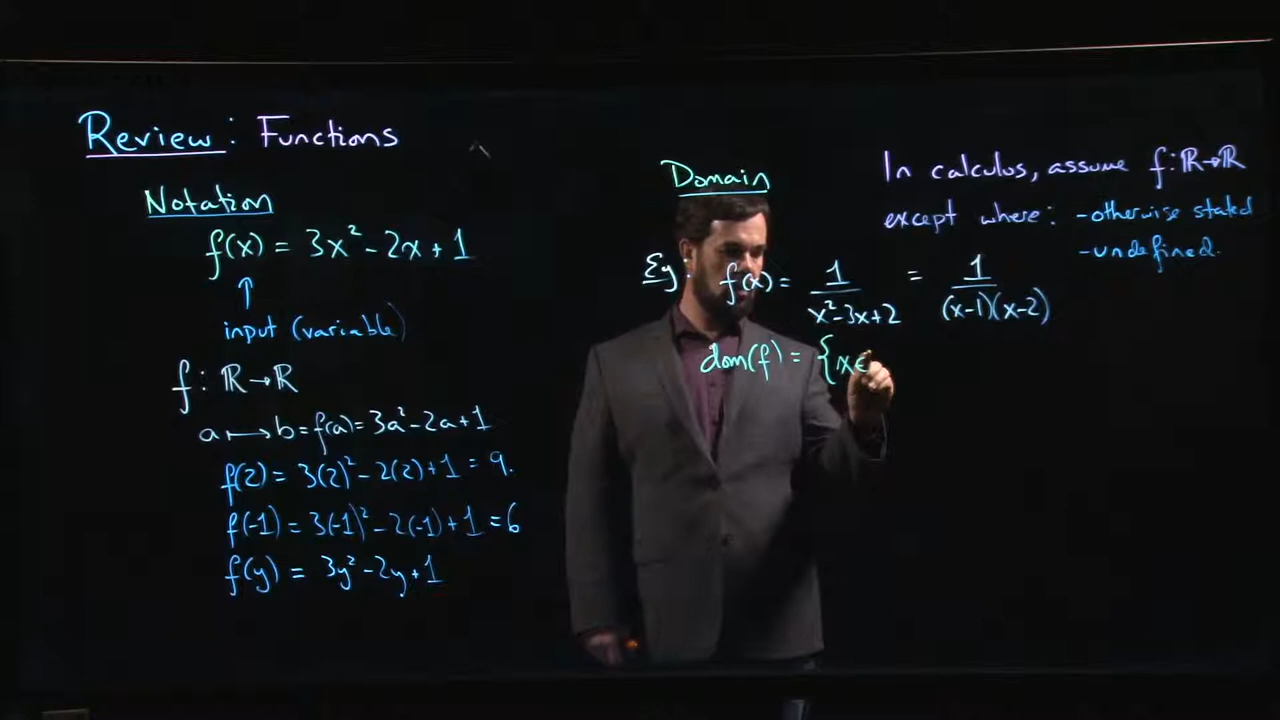 Review: Functions
Notation
f(x) = 3x² - 2x + 1
↑
input (variable)
f: ℝ→ℝ
a ⟼ b = f(a) = 3a² - 2a + 1
f(2) = 3(2)² - 2(2) + 1 = 9.
f(-1) = 3(-1)² - 2(-1) + 1 = 6
f(y) = 3y² - 2y + 1
Domain
In calculus, assume f: ℝ→ℝ
except where: - otherwise stated
- undefined.
Eg. f(x) = 1/(x² - 3x + 2) = 1/((x-1)(x-2))
dom(f) = {x ∈